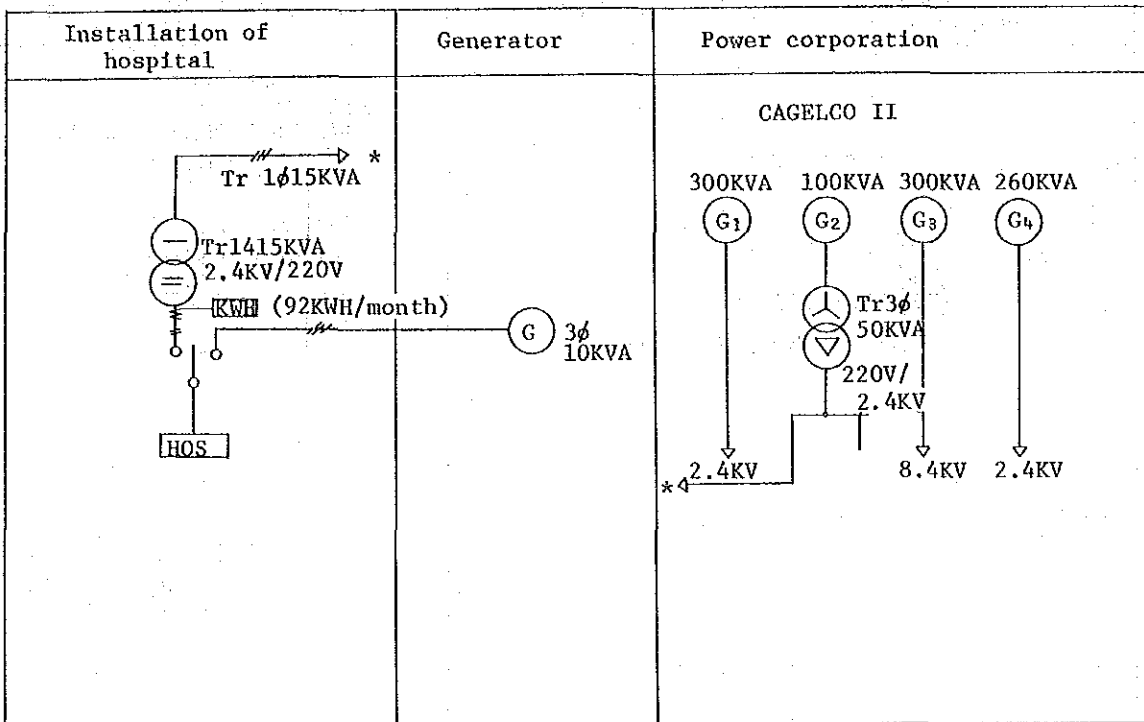 Installation of
hospital
Generator
Power corporation
CAGELCO II
*
Tr 1ϕ15KVA
300KVA 100KVA 300KVA 260KVA
G1 G2 G3 G4
Tr1415KVA
2.4KV/220V
KWH (92KWH/month)
G
3ϕ
10KVA
Tr3ϕ
50KVA
220V/
2.4KV
HOS
2.4KV 8.4KV 2.4KV
*